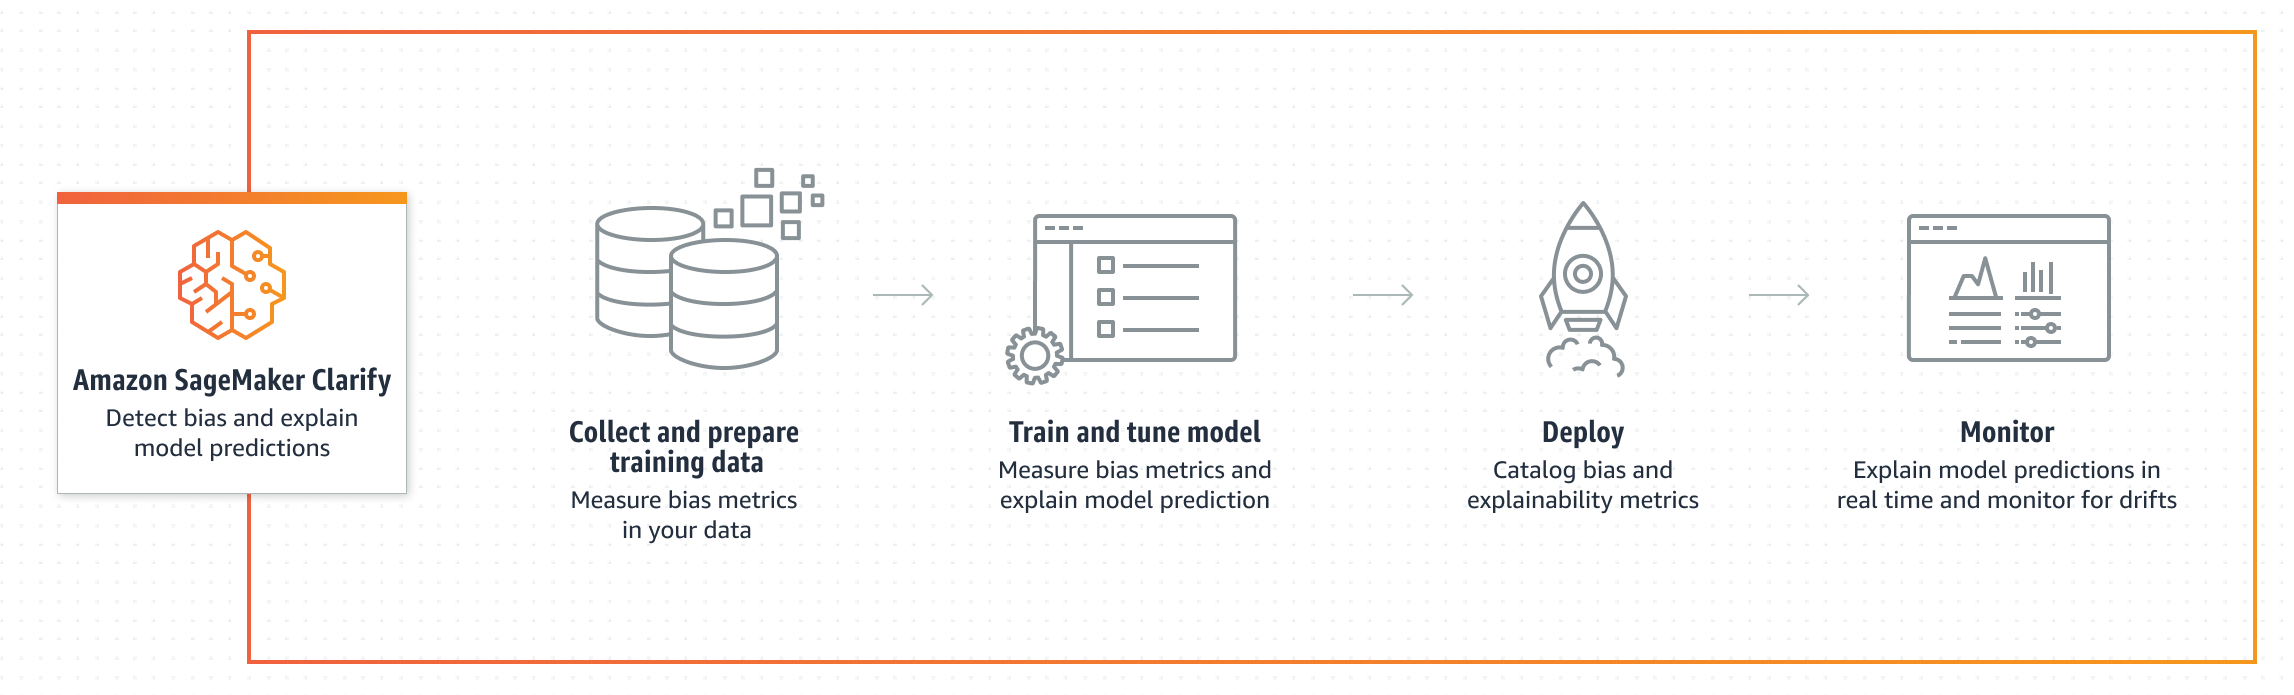 Amazon SageMaker Clarify
Detect bias and explain
model predictions
Collect and prepare
training data
Measure bias metrics
in your data
Train and tune model
Measure bias metrics and
explain model prediction
Deploy
Catalog bias and
explainability metrics
Monitor
Explain model predictions in
real time and monitor for drifts